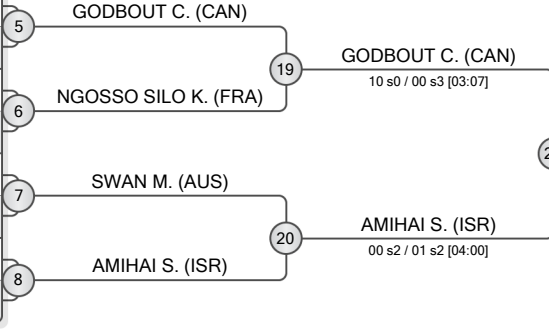 GODBOUT C. (CAN)
5
19
GODBOUT C. (CAN)
10 s0 / 00 s3 [03:07]
NGOSSO SILO K. (FRA)
6
SWAN M. (AUS)
7
20
AMIHAI S. (ISR)
00 s2 / 01 s2 [04:00]
AMIHAI S. (ISR)
8